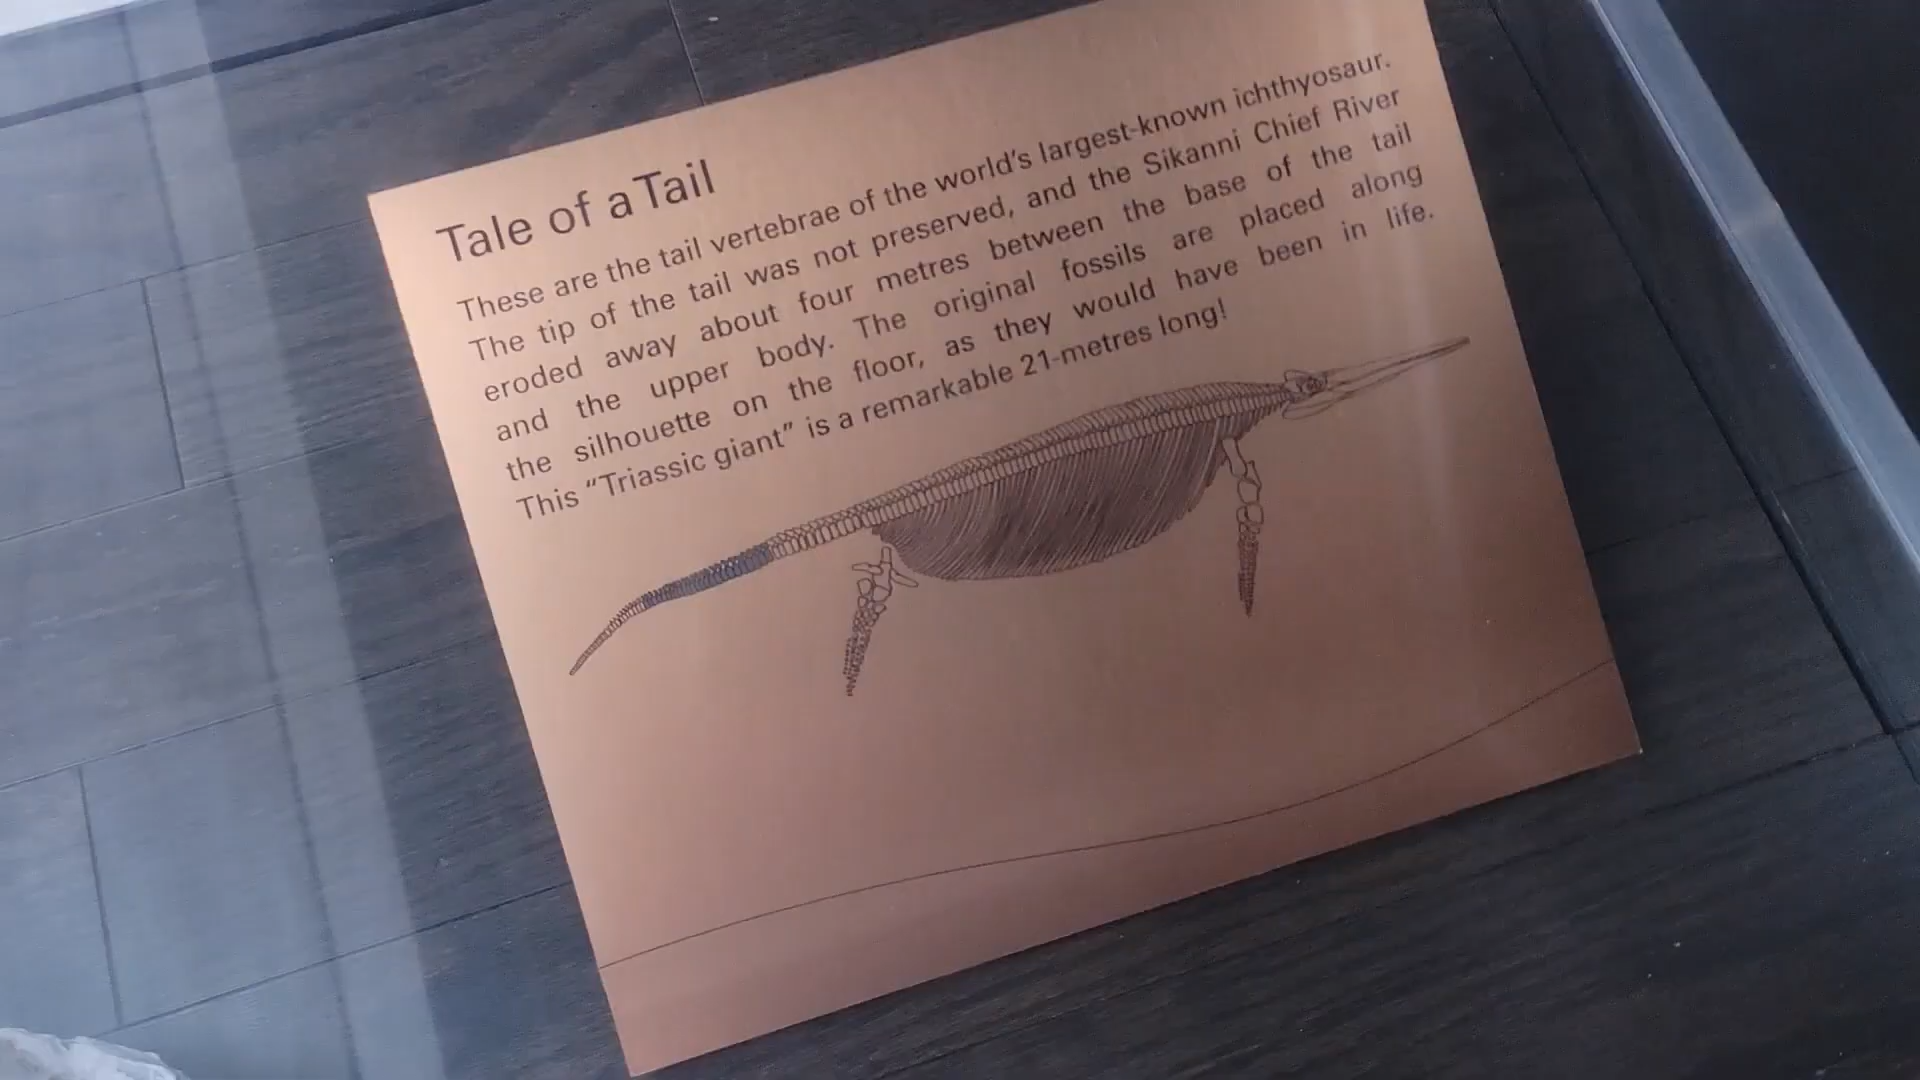 Tale of a Tail
These are the tail vertebrae of the world's largest-known ichthyosaur.
The tip of the tail was not preserved, and the Sikanni Chief River
eroded away about four metres between the base of the tail
and the upper body. The original fossils are placed along
the silhouette on the floor, as they would have been in life.
This “Triassic giant” is a remarkable 21-metres long!